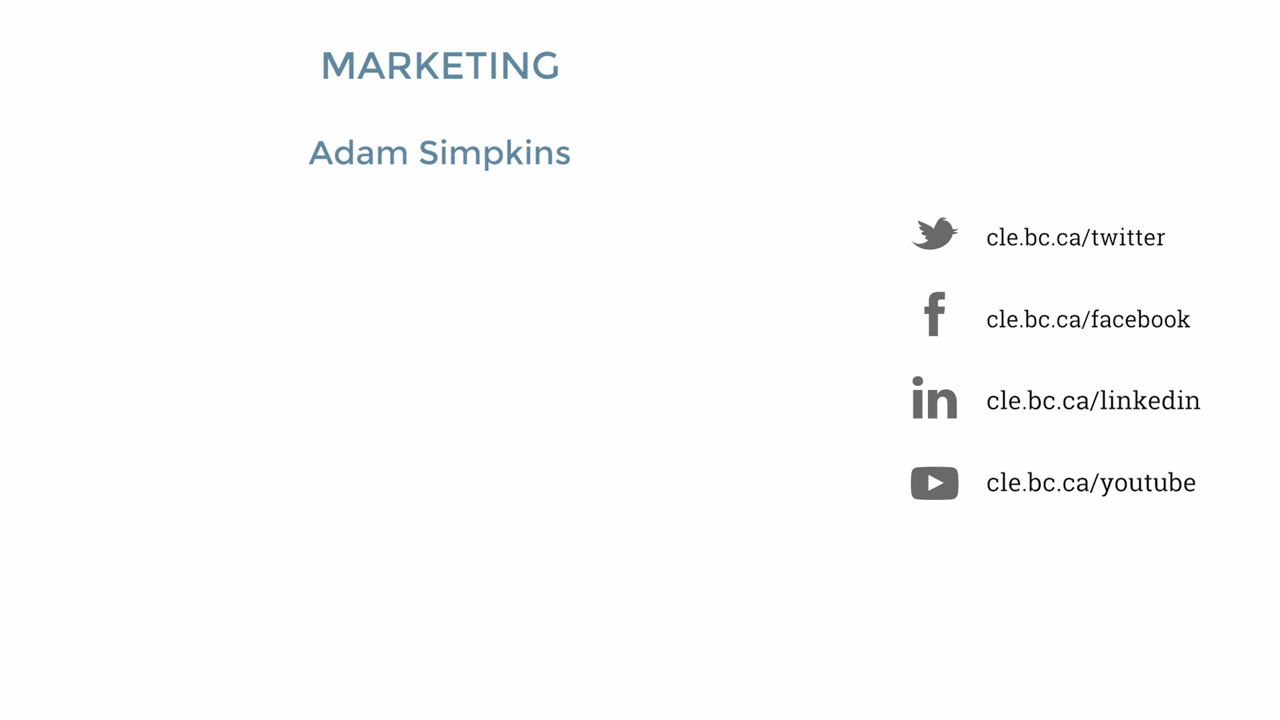 MARKETING
Adam Simpkins
cle.bc.ca/twitter
cle.bc.ca/facebook
cle.bc.ca/linkedin
cle.bc.ca/youtube